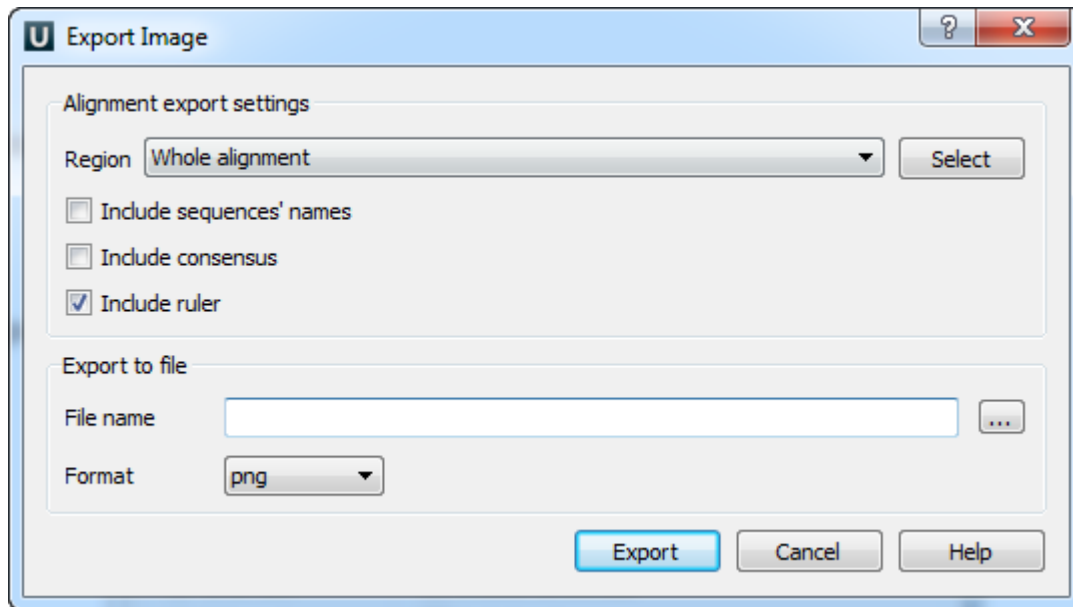 U Export Image
Alignment export settings
Region Whole alignment Select
Include sequences' names
Include consensus
Include ruler
Export to file
File name ...
Format png
Export Cancel Help